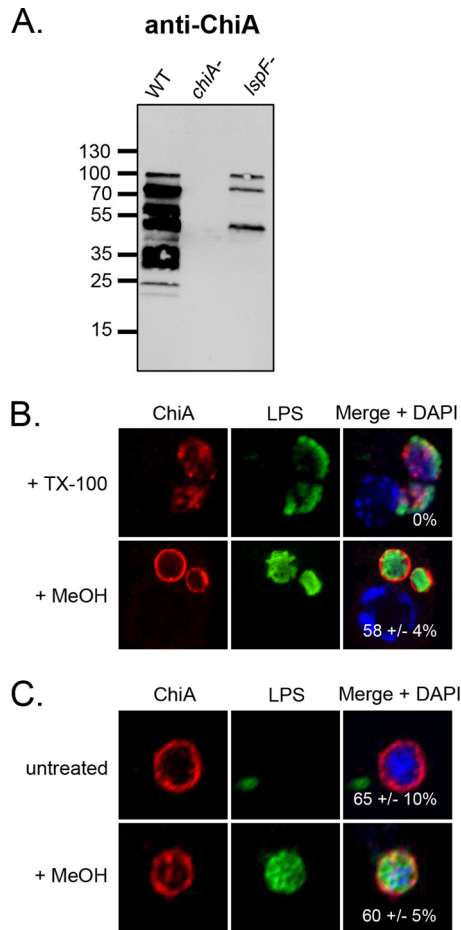 A.
anti-ChiA
WT chiA- lspF-
130
100
70
55
35
25
15
B.
ChiA LPS Merge + DAPI
+ TX-100
0%
+ MeOH
58 +/- 4%
C.
ChiA LPS Merge + DAPI
untreated
65 +/- 10%
+ MeOH
60 +/- 5%